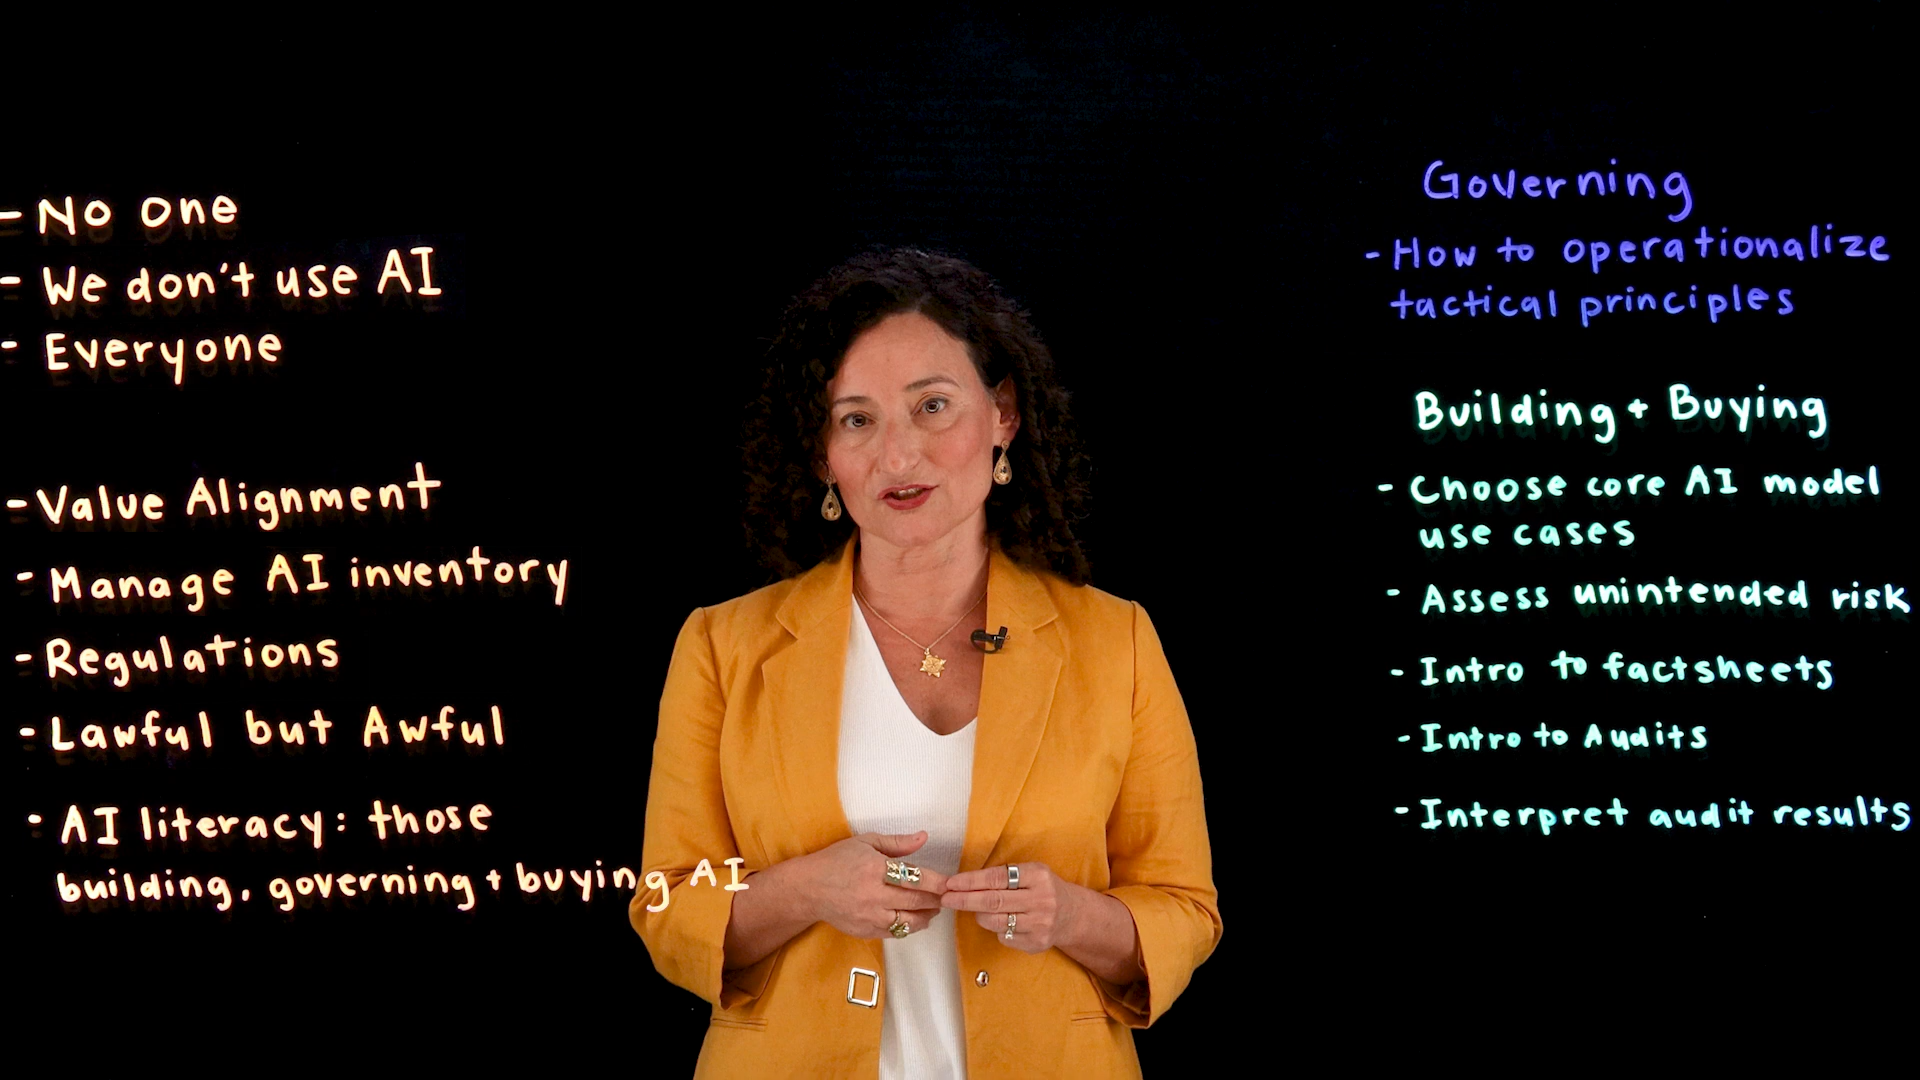 - No one
- We don't use AI
- Everyone
- Value Alignment
- Manage AI inventory
- Regulations
- Lawful but Awful
- AI literacy: those
building, governing + buying AI
Governing
- How to operationalize
tactical principles
Building + Buying
- Choose core AI model
use cases
- Assess unintended risk
- Intro to factsheets
- Intro to Audits
- Interpret audit results